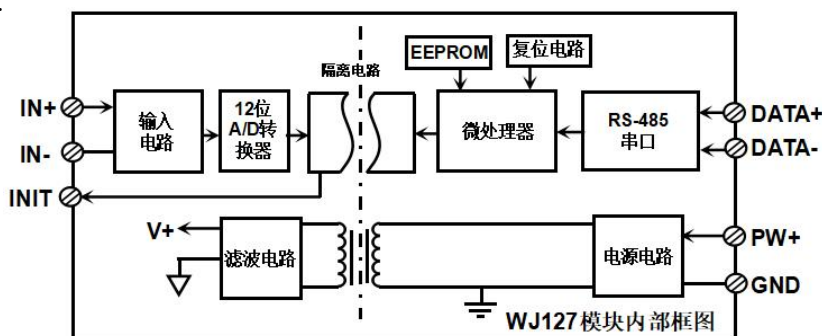 EEPROM
复位电路
隔离电路
IN+
IN-
INIT
输入
电路
12位
A/D转
换器
微处理器
RS-485
串口
DATA+
DATA-
V+
滤波电路
电源电路
PW+
GND
WJ127模块内部框图